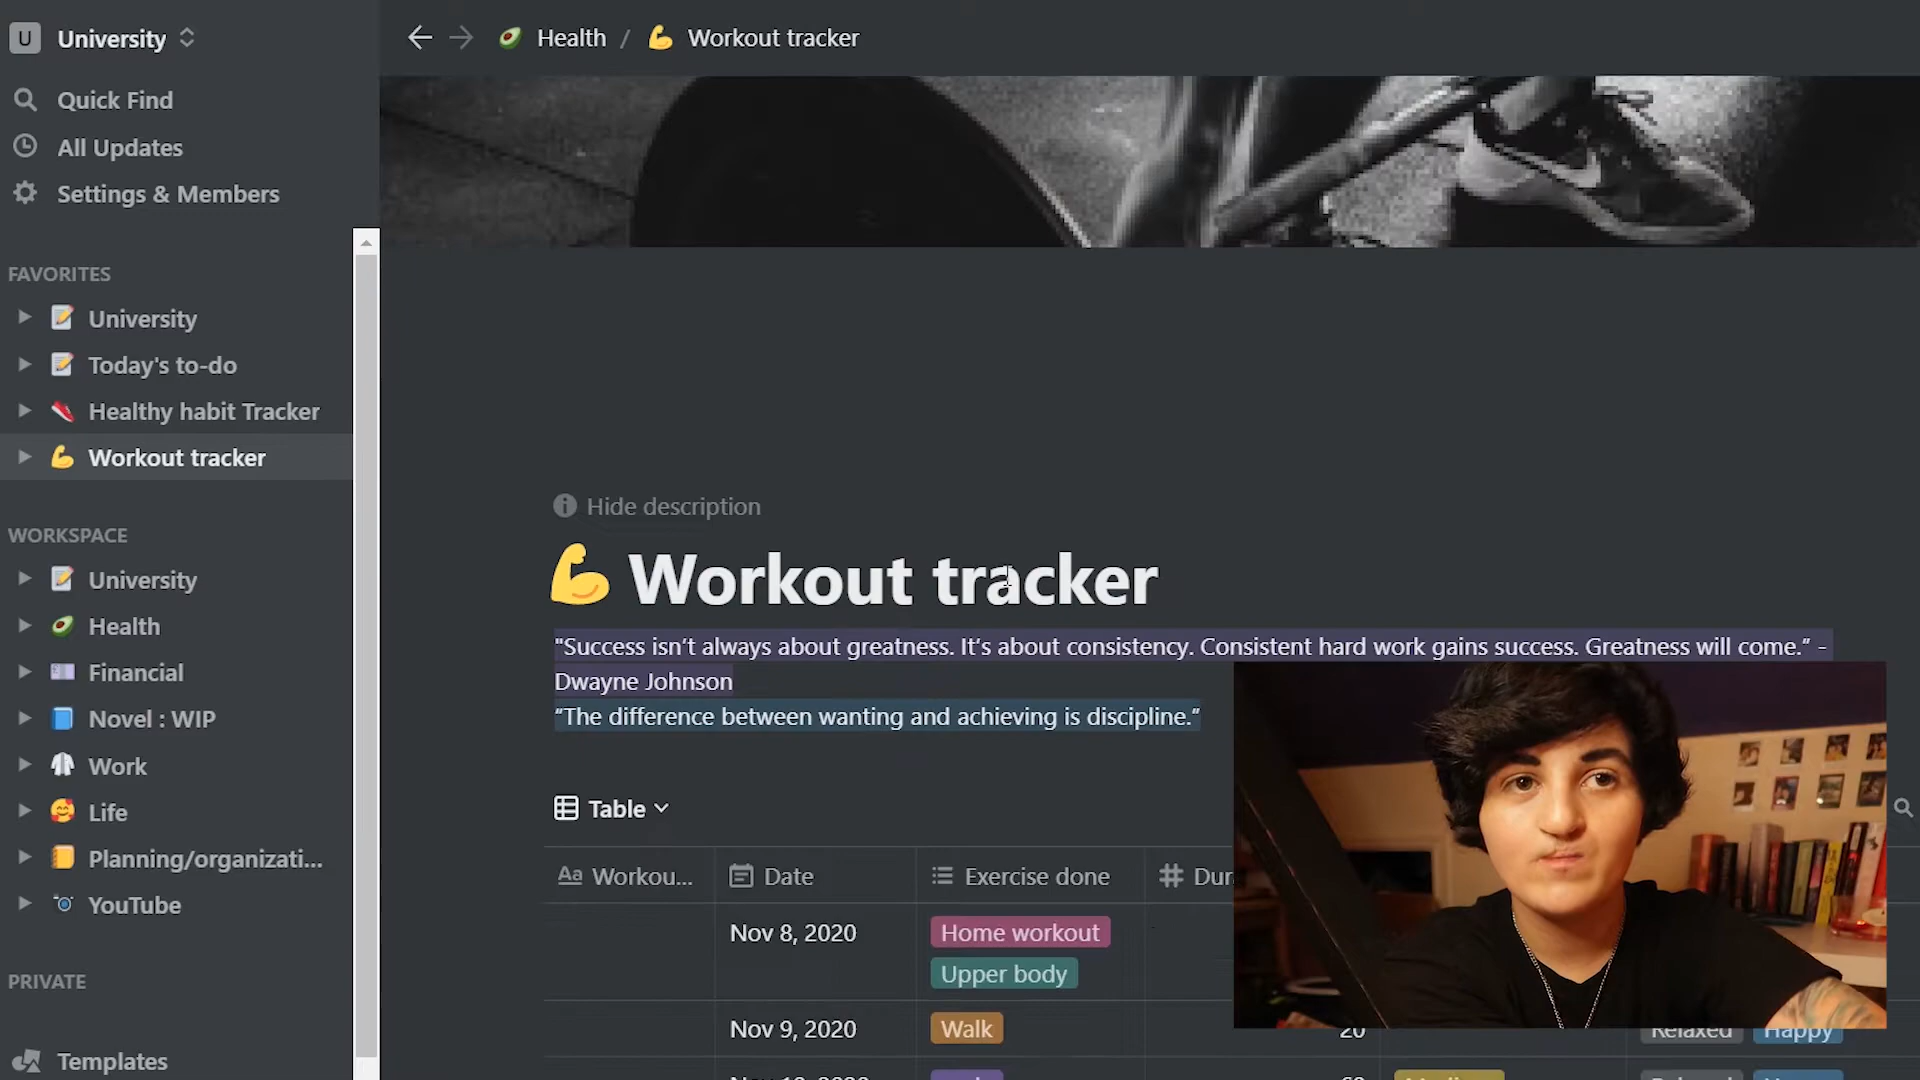 U University
Health / Workout tracker
Quick Find
All Updates
Settings & Members
FAVORITES
University
Today's to-do
Healthy habit Tracker
Workout tracker
WORKSPACE
University
Health
Financial
Novel : WIP
Work
Life
Planning/organizati...
YouTube
PRIVATE
Templates
Hide description
Workout tracker
"Success isn’t always about greatness. It’s about consistency. Consistent hard work gains success. Greatness will come.” -
Dwayne Johnson
“The difference between wanting and achieving is discipline.”
Table
Aa Workou... Date Exercise done # Dur
Nov 8, 2020 Home workout
Upper body
Nov 9, 2020 Walk 20 Relaxed Happy